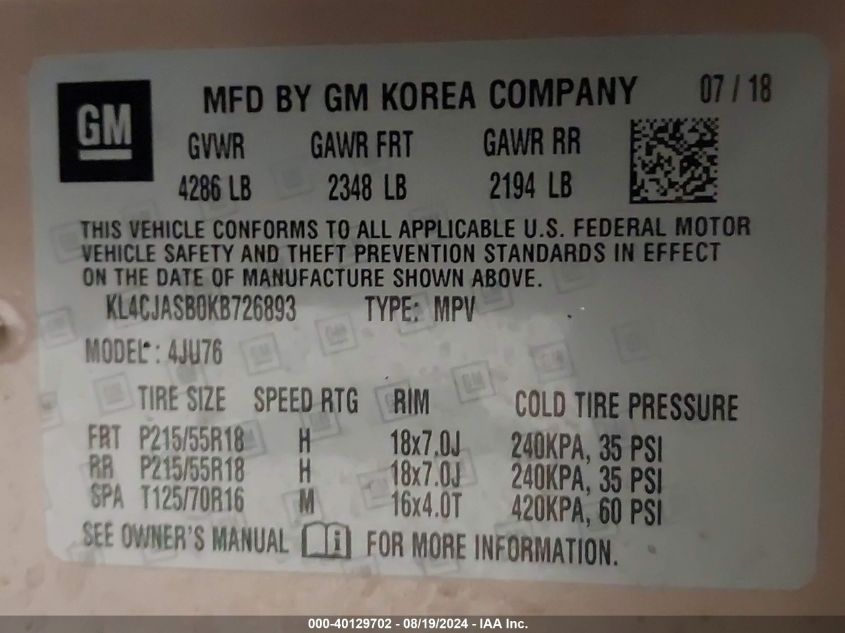 GM
MFD BY GM KOREA COMPANY 07 / 18
GVWR GAWR FRT GAWR RR
4286 LB 2348 LB 2194 LB
THIS VEHICLE CONFORMS TO ALL APPLICABLE U.S. FEDERAL MOTOR
VEHICLE SAFETY AND THEFT PREVENTION STANDARDS IN EFFECT
ON THE DATE OF MANUFACTURE SHOWN ABOVE.
KL4CJASB0KB726893 TYPE: MPV
MODEL: 4JU76
TIRE SIZE SPEED RTG RIM COLD TIRE PRESSURE
FRT P215/55R18 H 18x7.0J 240KPA, 35 PSI
RR P215/55R18 H 18x7.0J 240KPA, 35 PSI
SPA T125/70R16 M 16x4.0T 420KPA, 60 PSI
SEE OWNER'S MANUAL i FOR MORE INFORMATION.
000-40129702 - 08/19/2024 - IAA Inc.